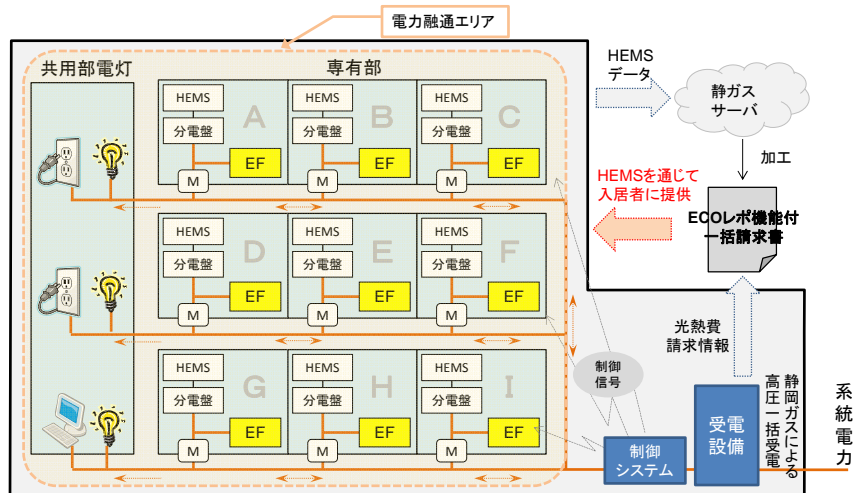 電力融通エリア
共用部電灯
専有部
HEMS
データ
静ガス
サーバ
加工
HEMSを通じて
入居者に提供
ECOレポ機能付
一括請求書
HEMS
分電盤
A
EF
M
HEMS
分電盤
B
EF
M
HEMS
分電盤
C
EF
M
HEMS
分電盤
D
EF
M
HEMS
分電盤
E
EF
M
HEMS
分電盤
F
EF
M
HEMS
分電盤
G
EF
M
HEMS
分電盤
H
EF
M
HEMS
分電盤
I
EF
M
制御
信号
光熱費
請求情報
制御
システム
受電
設備
静岡ガスによる
高圧一括受電
系統電力